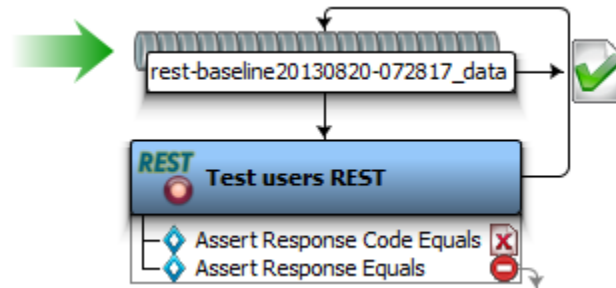 rest-baseline20130820-072817_data
REST
Test users REST
Assert Response Code Equals
Assert Response Equals